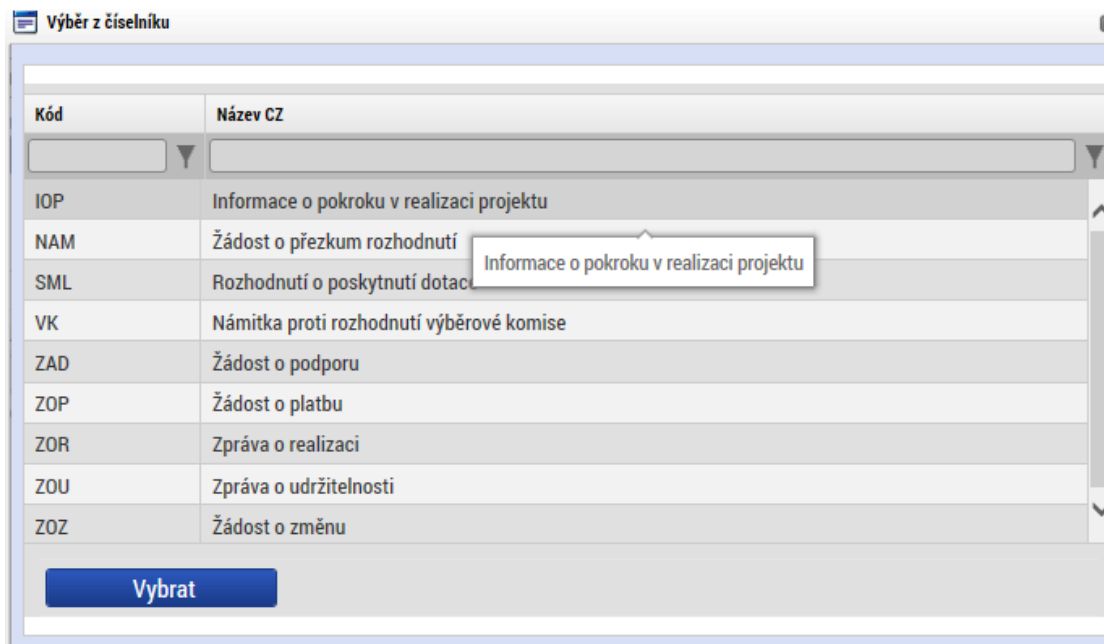 Výběr z číselníku
Kód Název CZ
IOP Informace o pokroku v realizaci projektu
NAM Žádost o přezkum rozhodnutí
Informace o pokroku v realizaci projektu
SML Rozhodnutí o poskytnutí
VK Námitka proti rozhodnutí výběrové komise
ZAD Žádost o podporu
ZOP Žádost o platbu
ZOR Zpráva o realizaci
ZOU Zpráva o udržitelnosti
ZOZ Žádost o změnu
Vybrat